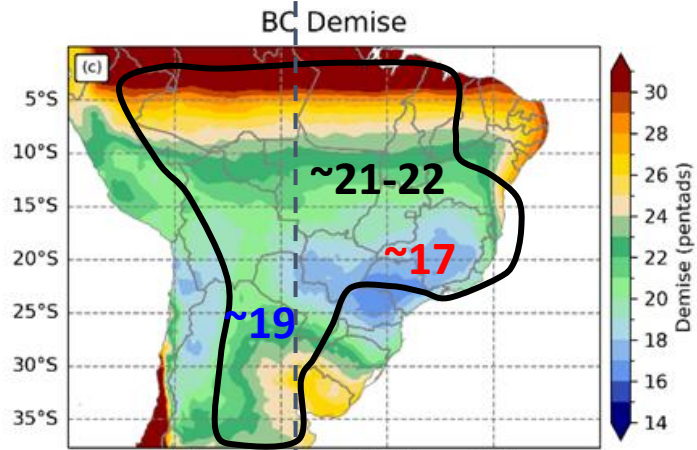 BC Demise
(c)
5°S
10°S
15°S
20°S
25°S
30°S
35°S
~21-22
~17
~19
30
28
26
24
22
20
18
16
14
Demise (pentads)